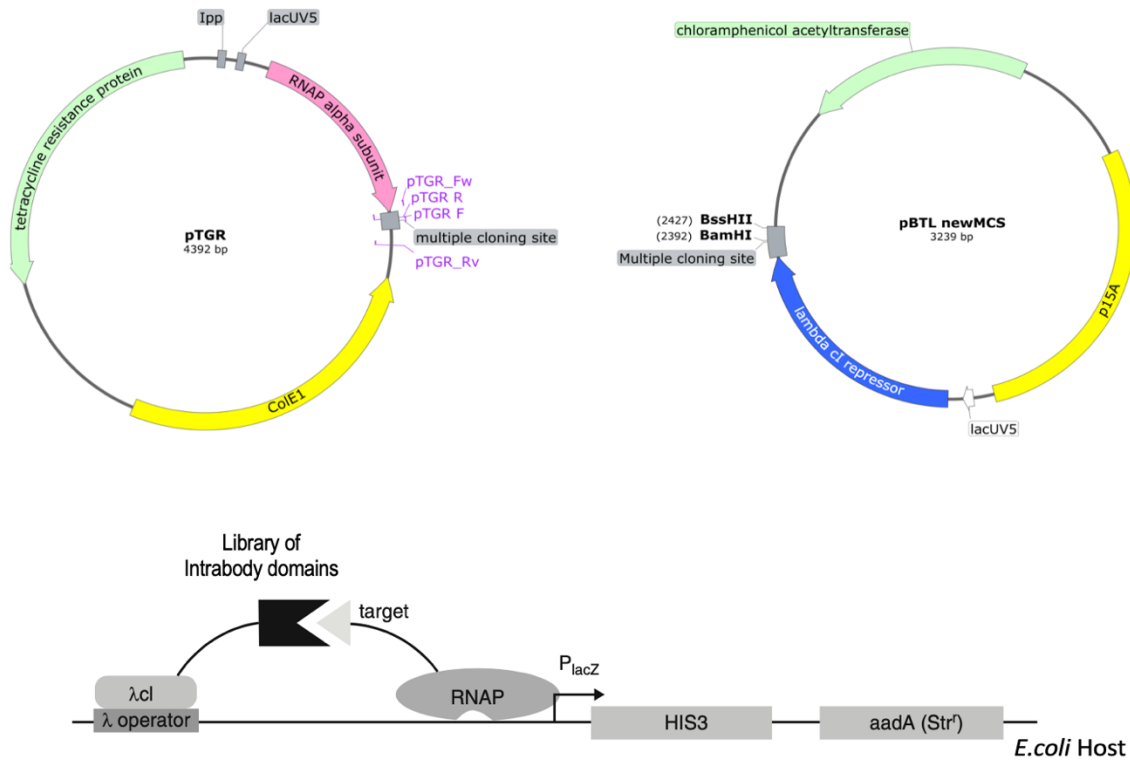 lpp
lacUV5
tetracycline resistance protein
RNAP alpha subunit
pTGR_Fw
pTGR R
pTGR F
multiple cloning site
pTGR_Rv
pTGR
4392 bp
ColE1
chloramphenicol acetyltransferase
(2427) BssHII
(2392) BamHI
Multiple cloning site
pBTL newMCS
3239 bp
p15A
lambda cI repressor
lacUV5
Library of
Intrabody domains
target
λcI
λ operator
RNAP
PlacZ
HIS3
aadA (Strʳ)
E.coli Host